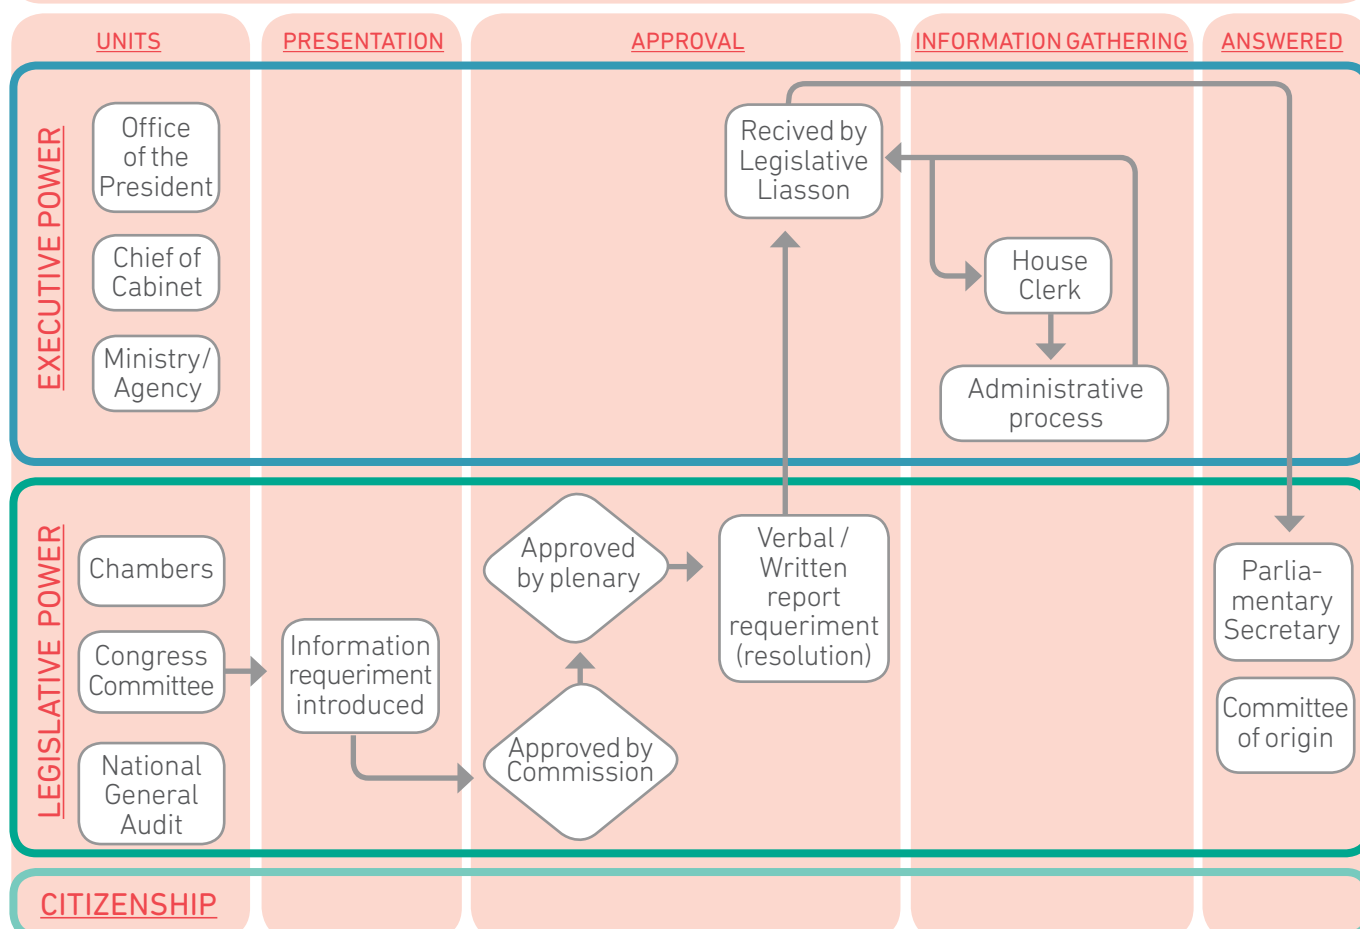 UNITS
PRESENTATION
APPROVAL
INFORMATION GATHERING
ANSWERED
EXECUTIVE POWER
Office
of the
President
Chief of
Cabinet
Ministry/
Agency
Recived by
Legislative
Liasson
House
Clerk
Administrative
process
LEGISLATIVE POWER
Chambers
Congress
Committee
National
General
Audit
Information
requeriment
introduced
Approved
by plenary
Approved by
Commission
Verbal /
Written
report
requeriment
(resolution)
Parlia-
mentary
Secretary
Committee
of origin
CITIZENSHIP